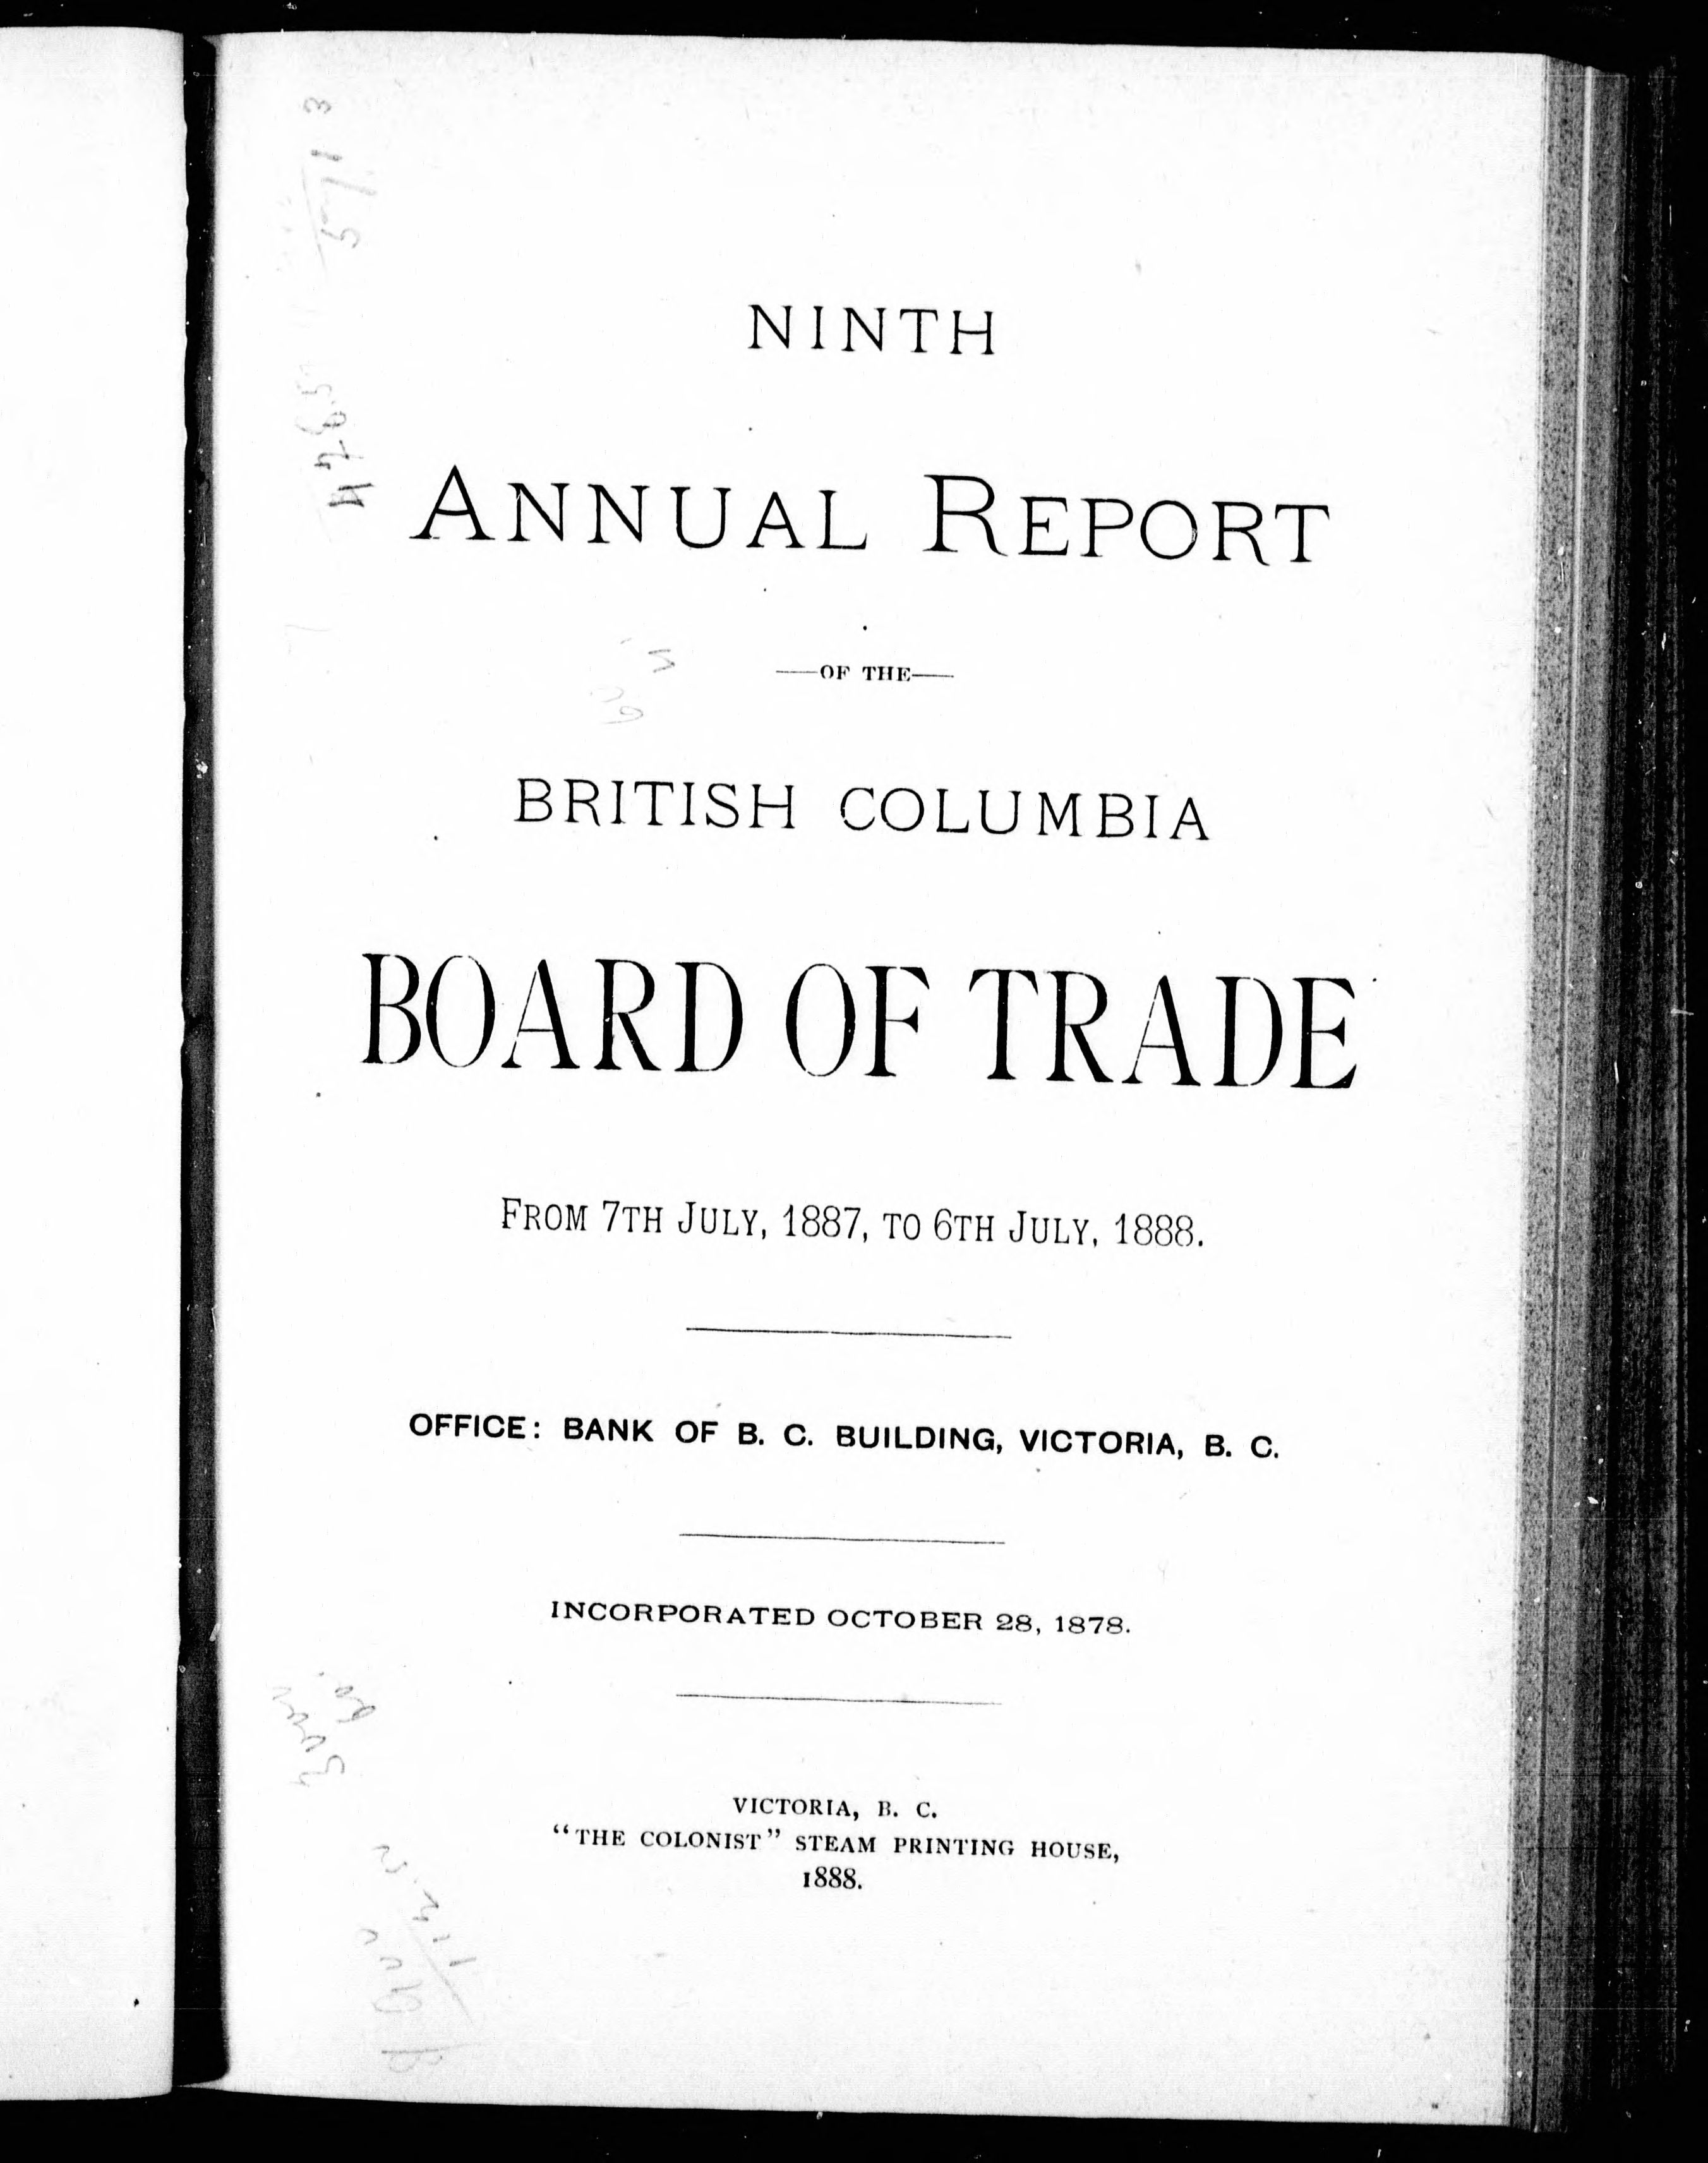 NINTH
ANNUAL REPORT
—OF THE—
BRITISH COLUMBIA
BOARD OF TRADE
FROM 7TH JULY, 1887, TO 6TH JULY, 1888.
OFFICE: BANK OF B. C. BUILDING, VICTORIA, B. C.
INCORPORATED OCTOBER 28, 1878.
VICTORIA, B. C.
"THE COLONIST" STEAM PRINTING HOUSE,
1888.